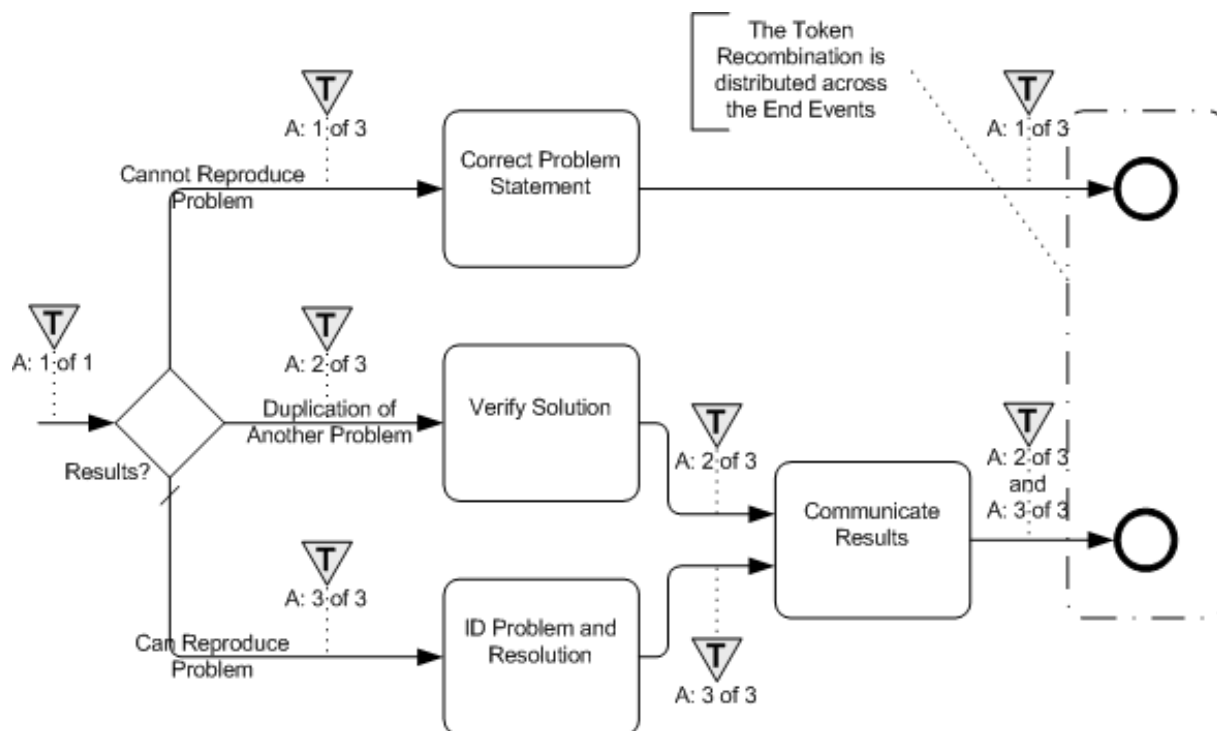 The Token
Recombination is
distributed across
the End Events
T
A: 1 of 3
T
A: 1 of 3
Cannot Reproduce
Problem
Correct Problem
Statement
T
A: 1 of 1
T
A: 2 of 3
Duplication of
Another Problem
Results?
Verify Solution
T
A: 2 of 3
T
A: 2 of 3
and
A: 3 of 3
Communicate
Results
T
A: 3 of 3
Can Reproduce
Problem
ID Problem and
Resolution
T
A: 3 of 3